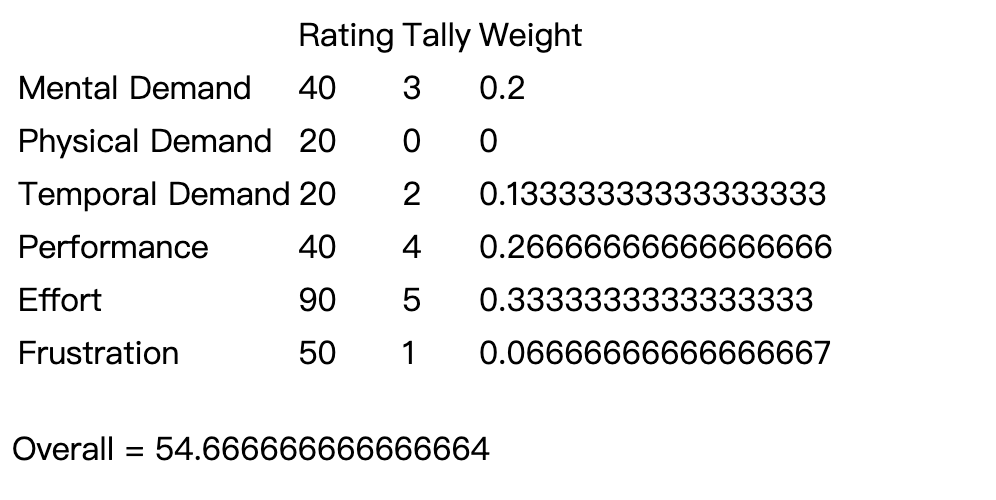 Rating Tally Weight
Mental Demand 40 3 0.2
Physical Demand 20 0 0
Temporal Demand 20 2 0.13333333333333333
Performance 40 4 0.26666666666666666
Effort 90 5 0.3333333333333333
Frustration 50 1 0.06666666666666667
Overall = 54.666666666666664